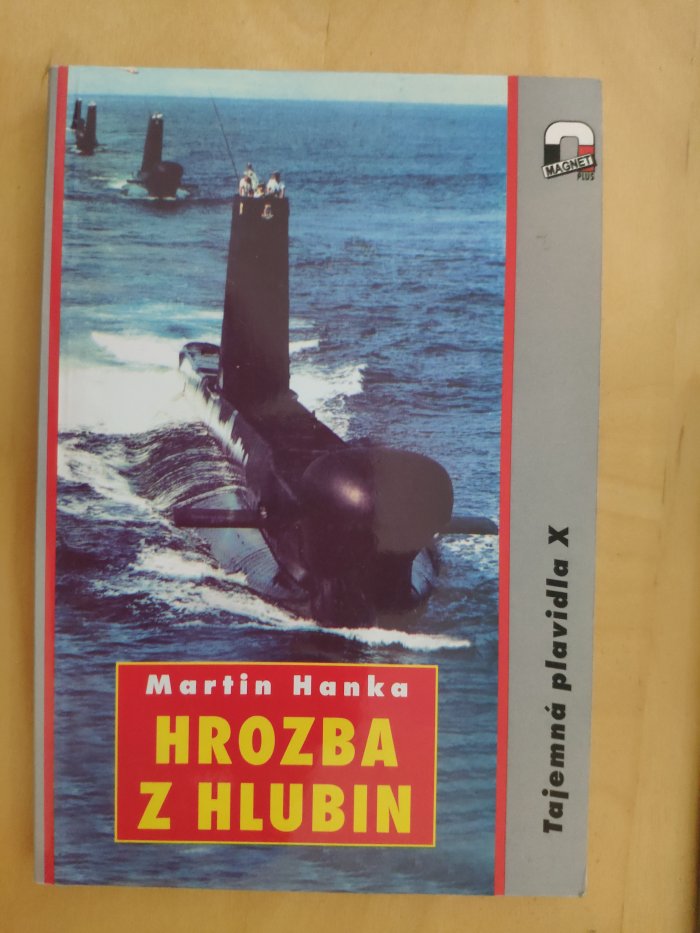 MAGNET
PLUS
Tajemná plavidla X
Martin Hanka
HROZBA
Z HLUBIN